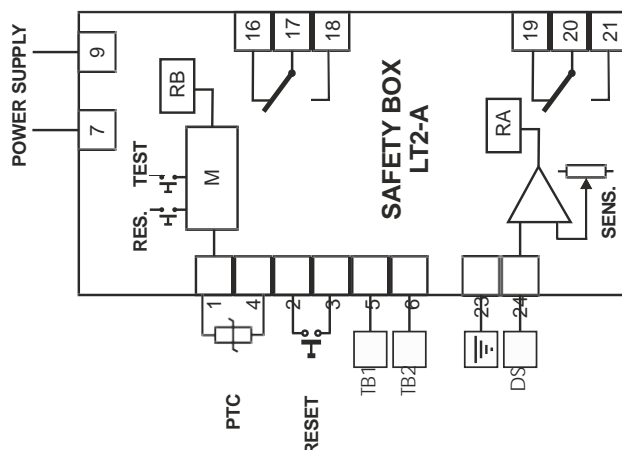 POWER SUPPLY
9
7
16
17
18
19
20
21
RB
RA
TEST
RES.
M
SAFETY BOX
LT2-A
SENS.
1
4
2
3
5
6
23
24
PTC
RESET
TB1
TB2
DS